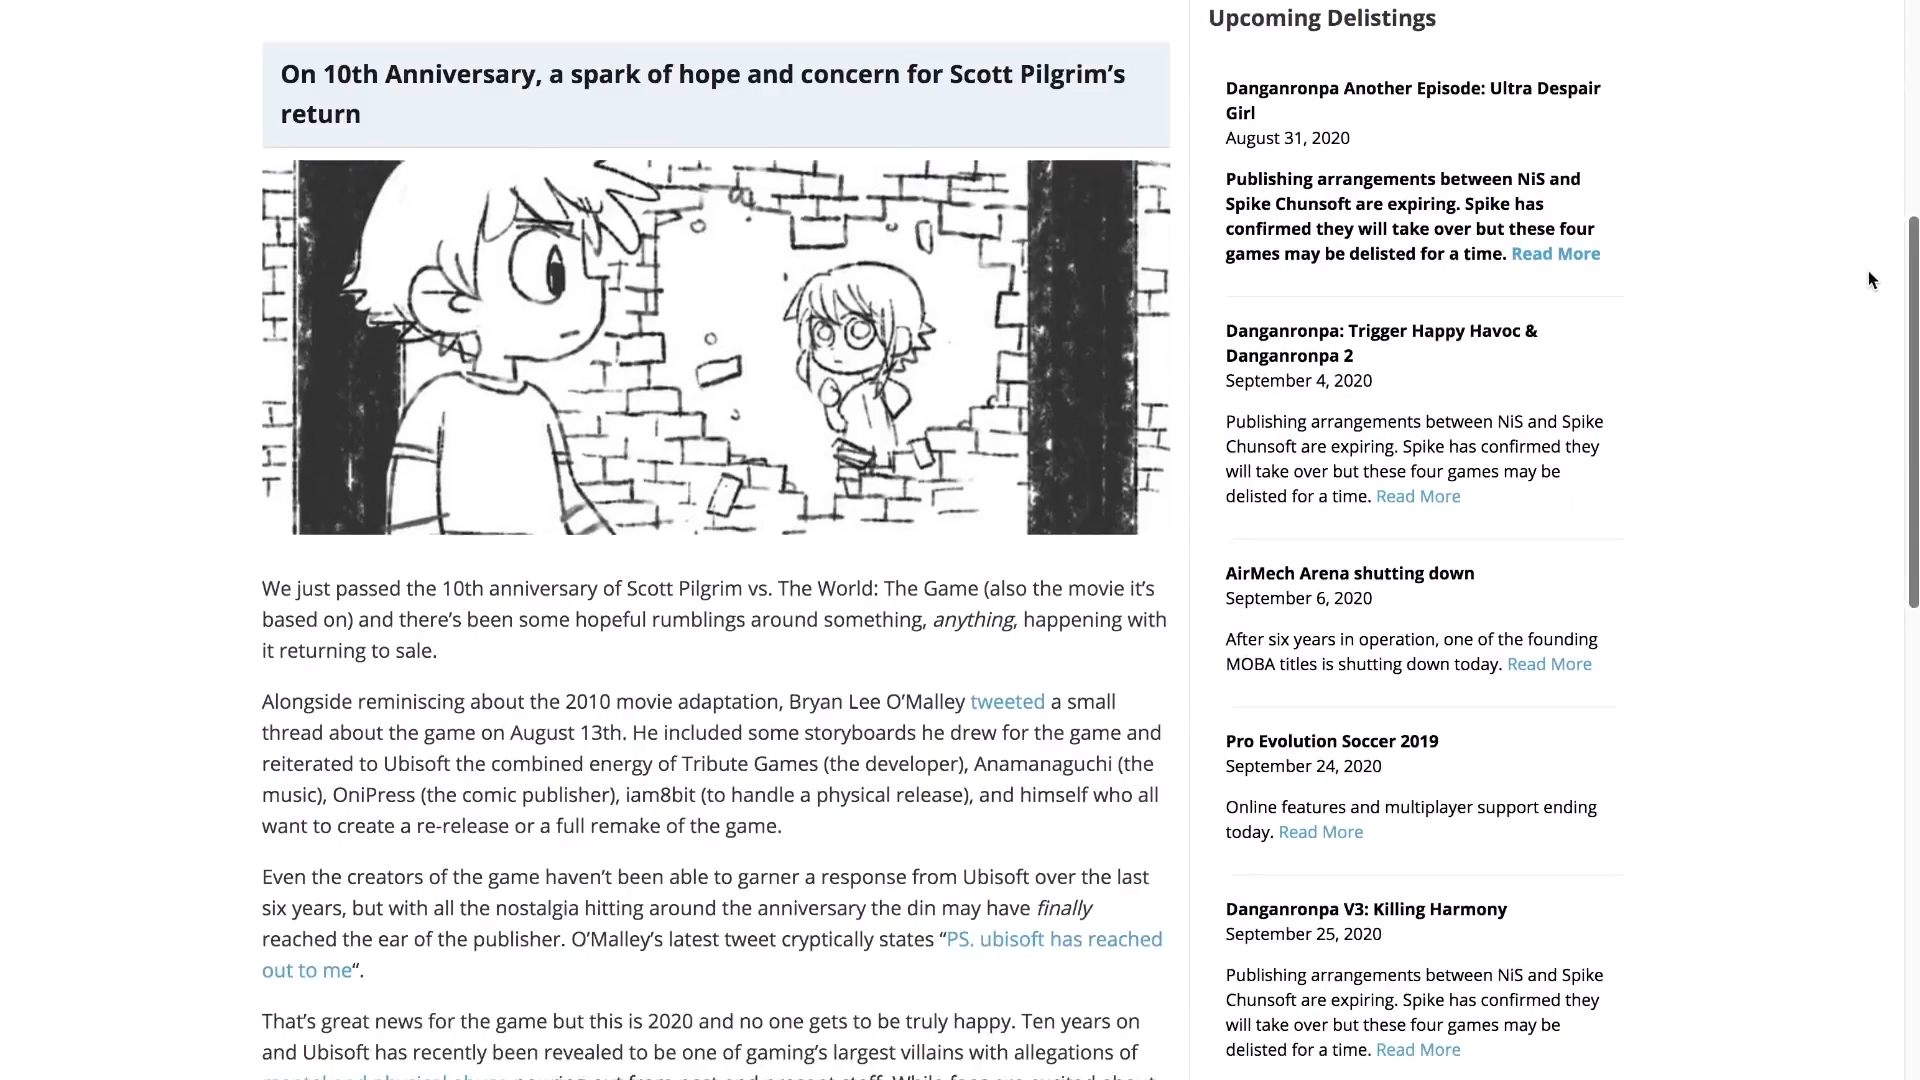 On 10th Anniversary, a spark of hope and concern for Scott Pilgrim’s
return
We just passed the 10th anniversary of Scott Pilgrim vs. The World: The Game (also the movie it’s
based on) and there’s been some hopeful rumblings around something, anything, happening with
it returning to sale.
Alongside reminiscing about the 2010 movie adaptation, Bryan Lee O’Malley tweeted a small
thread about the game on August 13th. He included some storyboards he drew for the game and
reiterated to Ubisoft the combined energy of Tribute Games (the developer), Anamanaguchi (the
music), OniPress (the comic publisher), iam8bit (to handle a physical release), and himself who all
want to create a re-release or a full remake of the game.
Even the creators of the game haven’t been able to garner a response from Ubisoft over the last
six years, but with all the nostalgia hitting around the anniversary the din may have finally
reached the ear of the publisher. O’Malley’s latest tweet cryptically states “PS. ubisoft has reached
out to me“.
That’s great news for the game but this is 2020 and no one gets to be truly happy. Ten years on
and Ubisoft has recently been revealed to be one of gaming’s largest villains with allegations of
Upcoming Delistings
Danganronpa Another Episode: Ultra Despair
Girl
August 31, 2020
Publishing arrangements between NiS and
Spike Chunsoft are expiring. Spike has
confirmed they will take over but these four
games may be delisted for a time. Read More
Danganronpa: Trigger Happy Havoc &
Danganronpa 2
September 4, 2020
Publishing arrangements between NiS and Spike
Chunsoft are expiring. Spike has confirmed they
will take over but these four games may be
delisted for a time. Read More
AirMech Arena shutting down
September 6, 2020
After six years in operation, one of the founding
MOBA titles is shutting down today. Read More
Pro Evolution Soccer 2019
September 24, 2020
Online features and multiplayer support ending
today. Read More
Danganronpa V3: Killing Harmony
September 25, 2020
Publishing arrangements between NiS and Spike
Chunsoft are expiring. Spike has confirmed they
will take over but these four games may be
delisted for a time. Read More